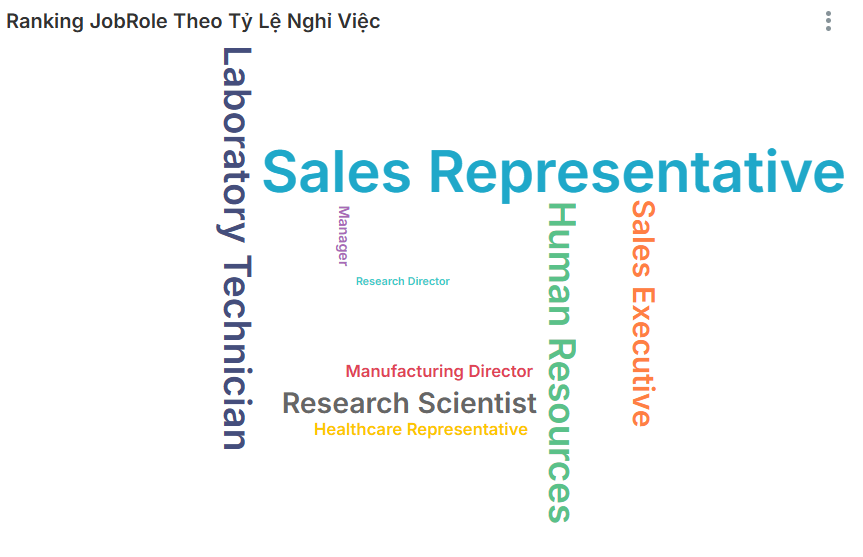 Ranking JobRole Theo Tỷ Lệ Nghỉ Việc
Laboratory Technician
Sales Representative
Manager
Human Resources
Sales Executive
Research Director
Manufacturing Director
Research Scientist
Healthcare Representative